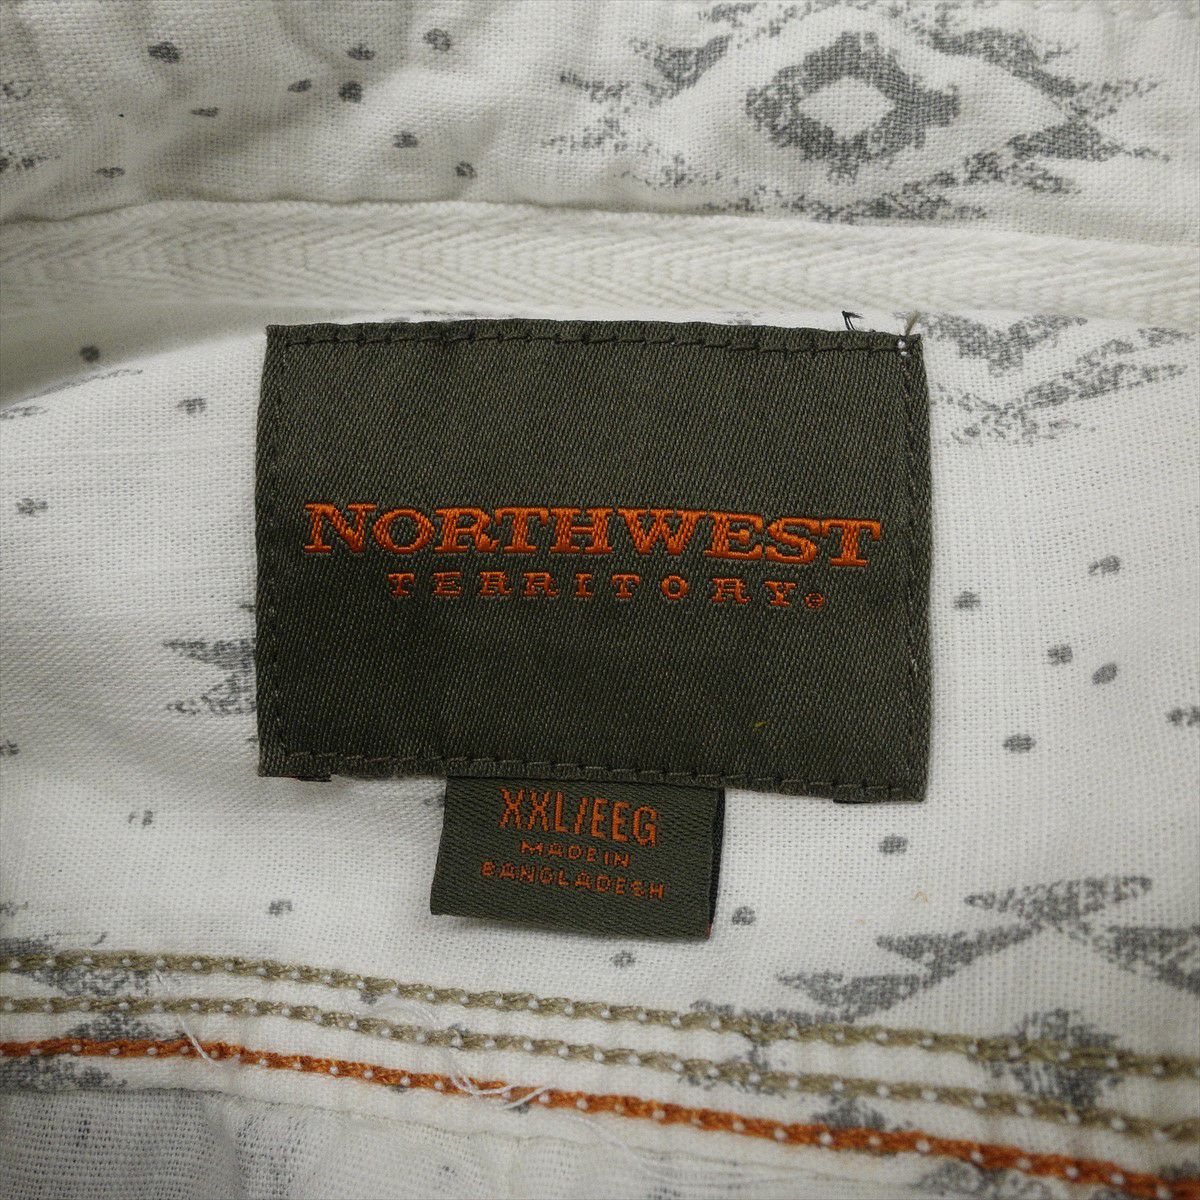 NORTHWEST
TERRITORY®
XXL/EEG
MADE IN
BANGLADESH